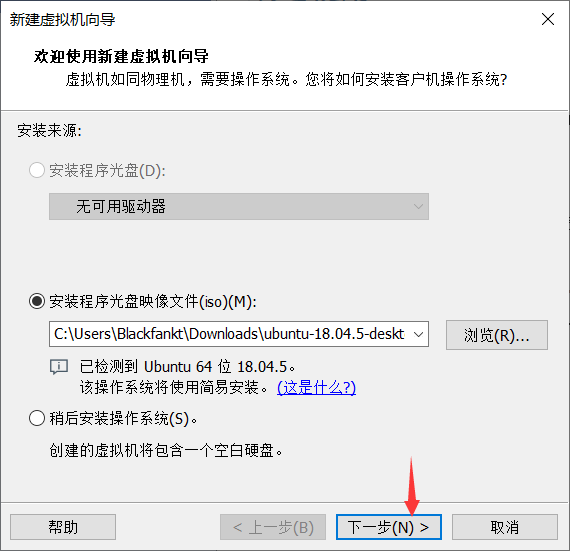 新建虚拟机向导
欢迎使用新建虚拟机向导
虚拟机如同物理机，需要操作系统。您将如何安装客户机操作系统?
安装来源:
安装程序光盘(D):
无可用驱动器
安装程序光盘映像文件(iso)(M):
C:\Users\Blackfankt\Downloads\ubuntu-18.04.5-deskt
浏览(R)...
已检测到 Ubuntu 64 位 18.04.5。
该操作系统将使用简易安装。(这是什么?)
稍后安装操作系统(S)。
创建的虚拟机将包含一个空白硬盘。
帮助
< 上一步(B)
下一步(N) >
取消